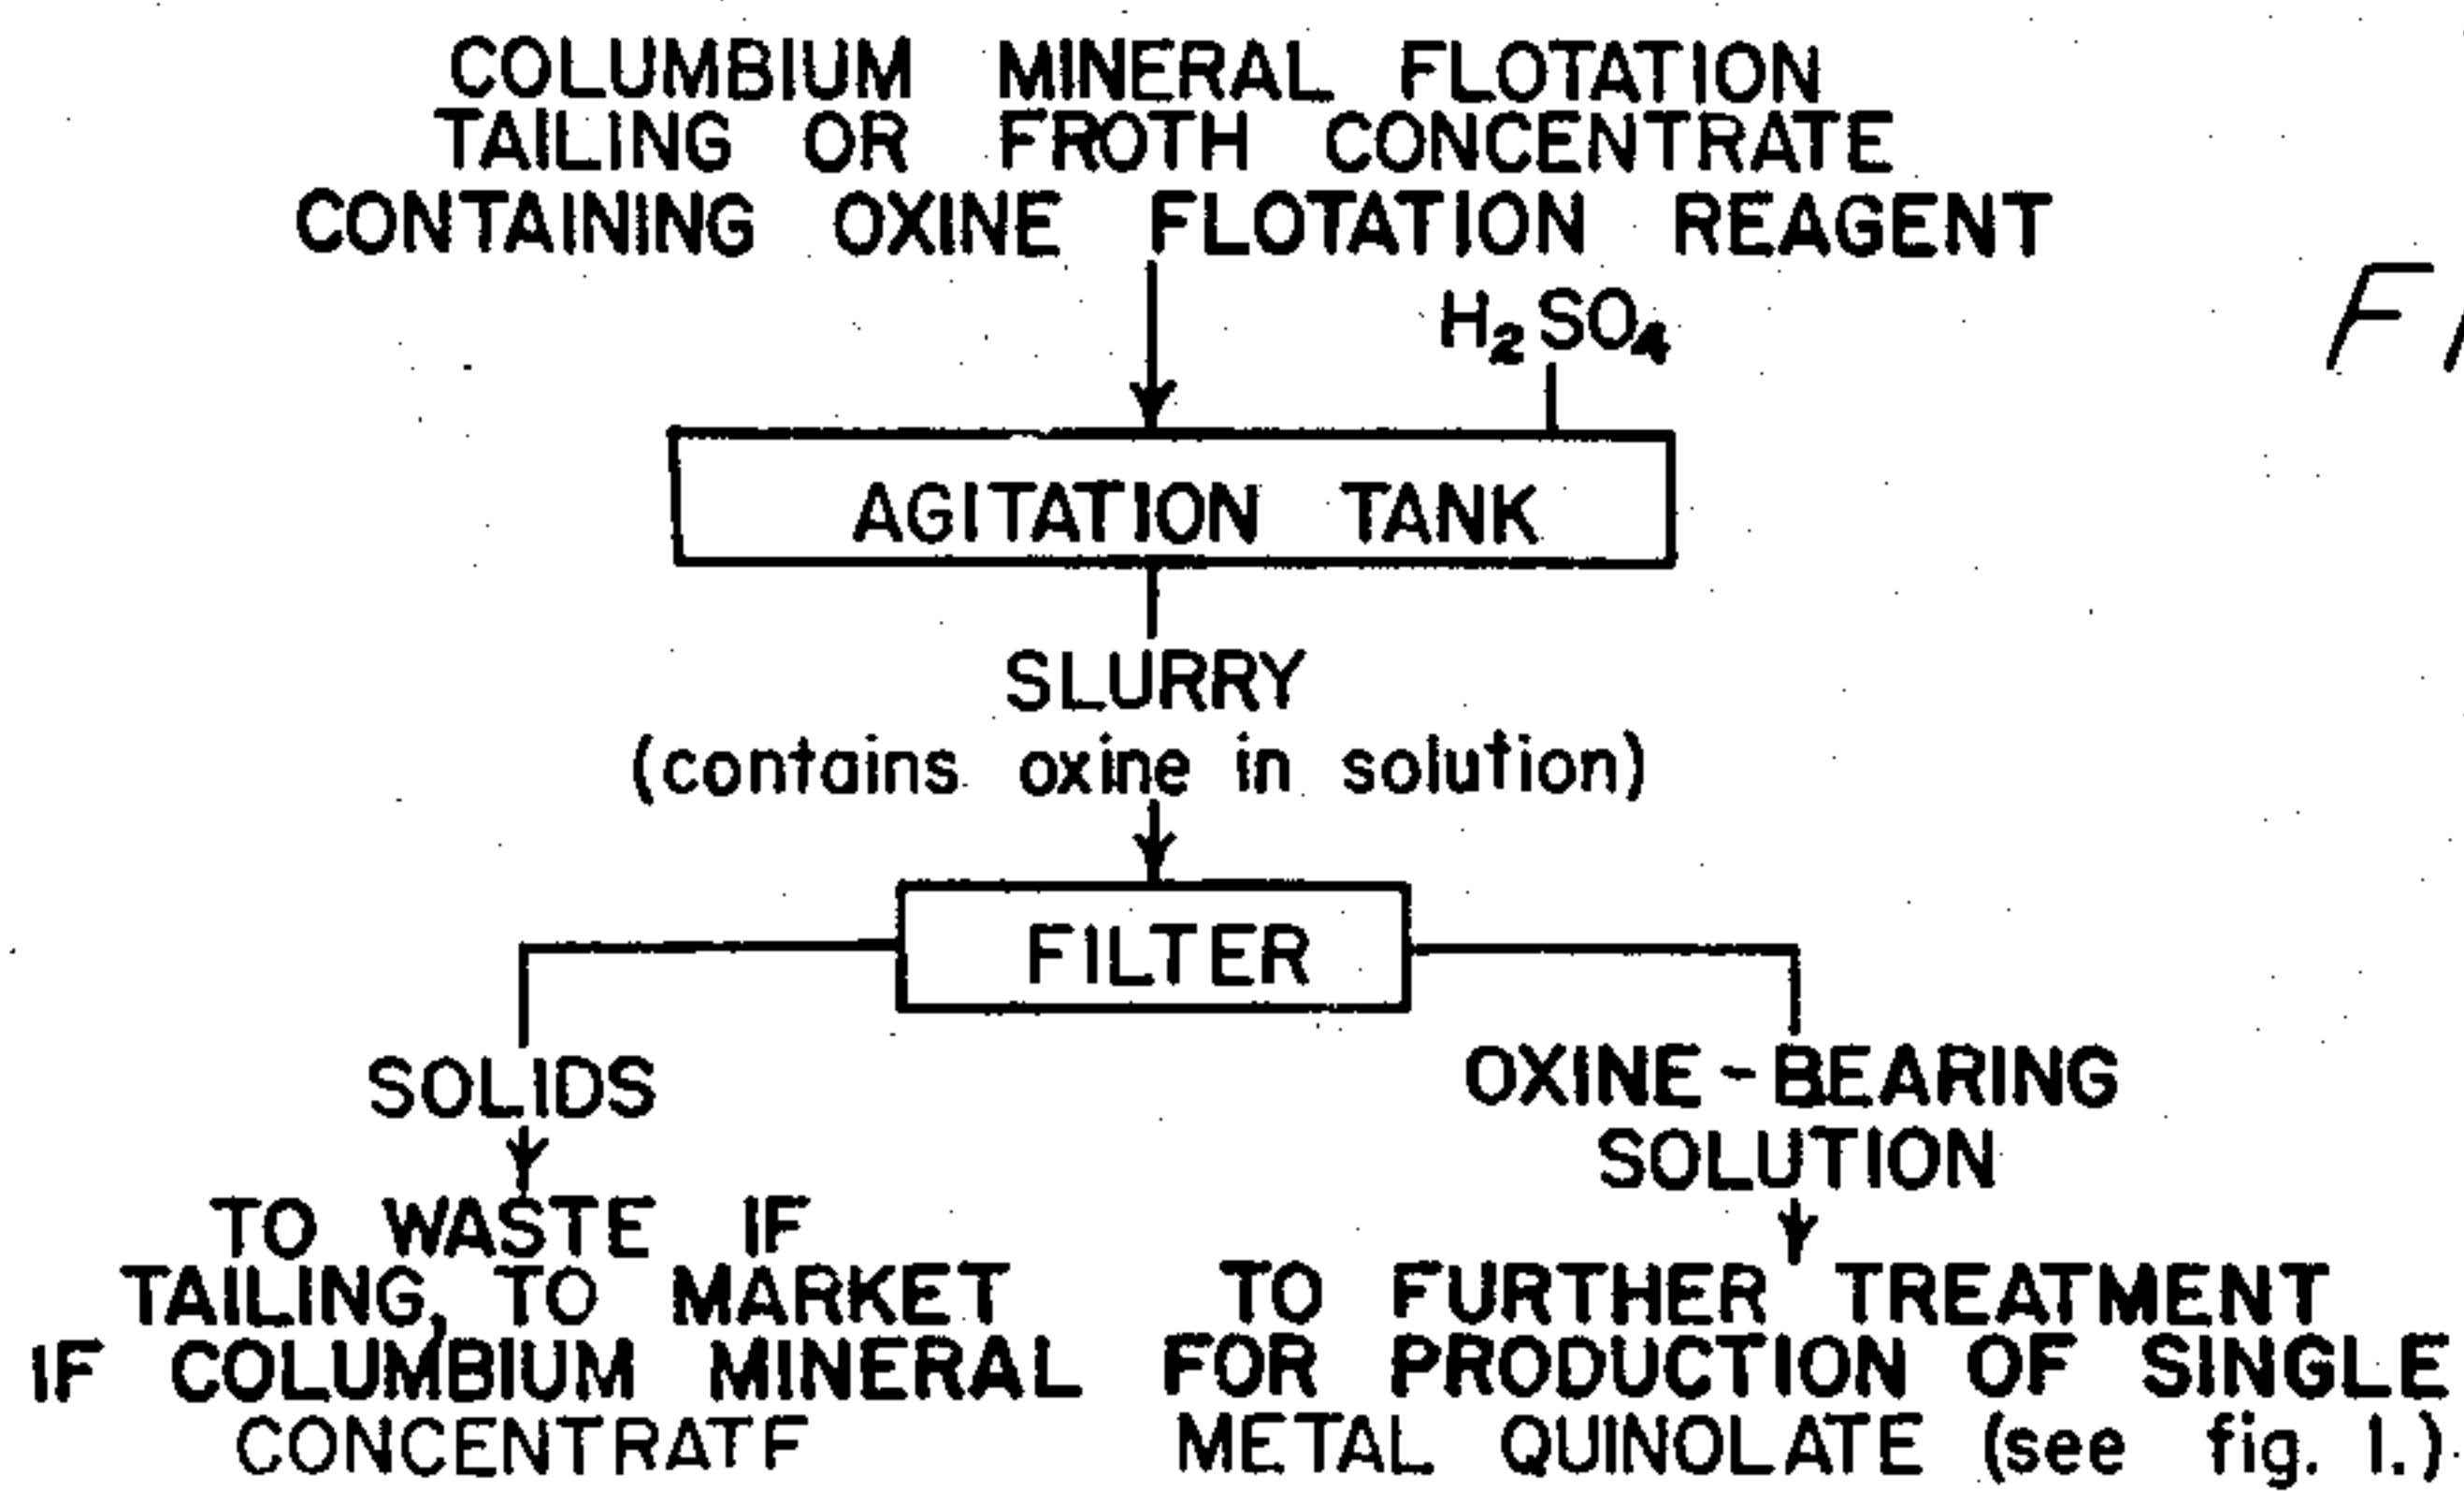 COLUMBIUM MINERAL FLOTATION
TAILING OR FROTH CONCENTRATE
CONTAINING OXINE FLOTATION REAGENT
H₂SO₄
AGITATION TANK
SLURRY
(contains oxine in solution)
FILTER
SOLIDS
OXINE-BEARING
SOLUTION
TO WASTE IF
TAILING, TO MARKET
IF COLUMBIUM MINERAL
CONCENTRATE
TO FURTHER TREATMENT
FOR PRODUCTION OF SINGLE
METAL QUINOLATE (see fig. 1.)